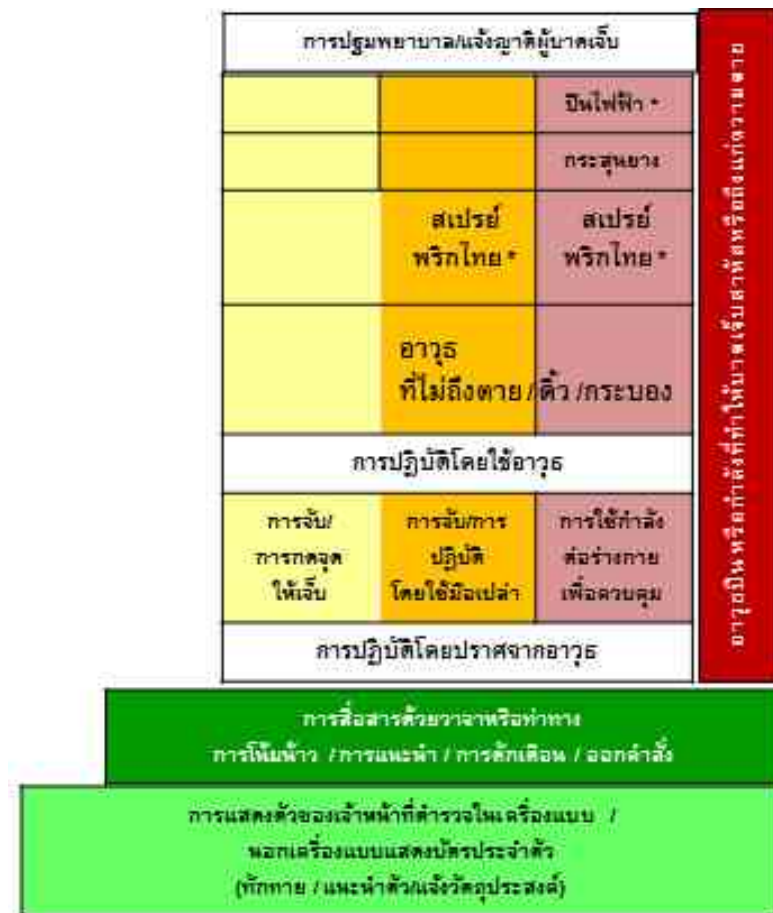 การปฐมพยาบาล/แจ้งญาติผู้บาดเจ็บ
ปืนไฟฟ้า *
กระสุนยาง
สเปรย์
พริกไทย *
สเปรย์
พริกไทย *
อาวุธ
ที่ไม่ถึงตาย /ดิ้ว /กระบอง
การปฏิบัติโดยใช้อาวุธ
การจับ/
การกดจุด
ให้เจ็บ
การจับ/การ
ปฏิบัติ
โดยใช้มือเปล่า
การใช้กำลัง
ต่อร่างกาย
เพื่อควบคุม
การปฏิบัติโดยปราศจากอาวุธ
อาวุธปืนหรือกำลังที่ทำให้บาดเจ็บสาหัสหรือถึงแก่ความตาย
การสื่อสารด้วยวาจาหรือท่าทาง
การโน้มน้าว /การแนะนำ / การตักเตือน / ออกคำสั่ง
การแสดงตัวของเจ้าหน้าที่ตำรวจในเครื่องแบบ /
นอกเครื่องแบบแสดงบัตรประจำตัว
(ทักทาย / แนะนำตัว/แจ้งวัตถุประสงค์)